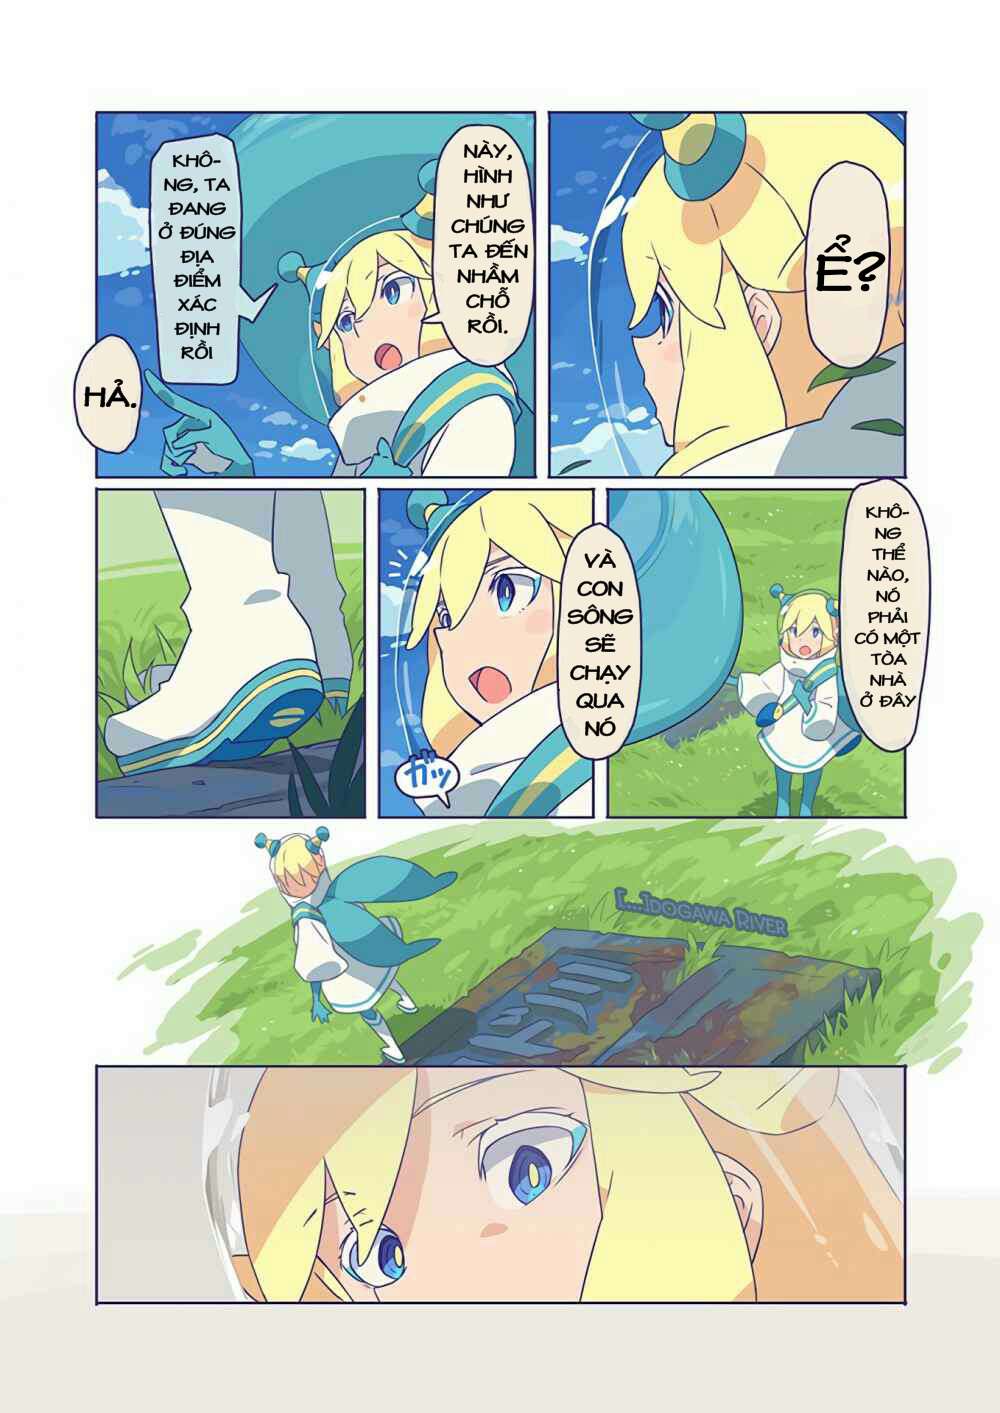 Ể?
NÀY,
HÌNH
NHƯ
CHÚNG
TA ĐẾN
NHẦM
CHỖ
RỒI.
KHÔ-
NG, TA
ĐANG
Ở ĐÚNG
ĐỊA
ĐIỂM
XÁC
ĐỊNH
RỒI
HẢ.
KHÔ-
NG
THỂ
NÀO,
NÓ
PHẢI
CÓ MỘT
TÒA
NHÀ
Ở ĐÂY
VÀ
CON
SÔNG
SẼ
CHẠY
QUA
NÓ
ガッ
[....]DOGAWA RIVER